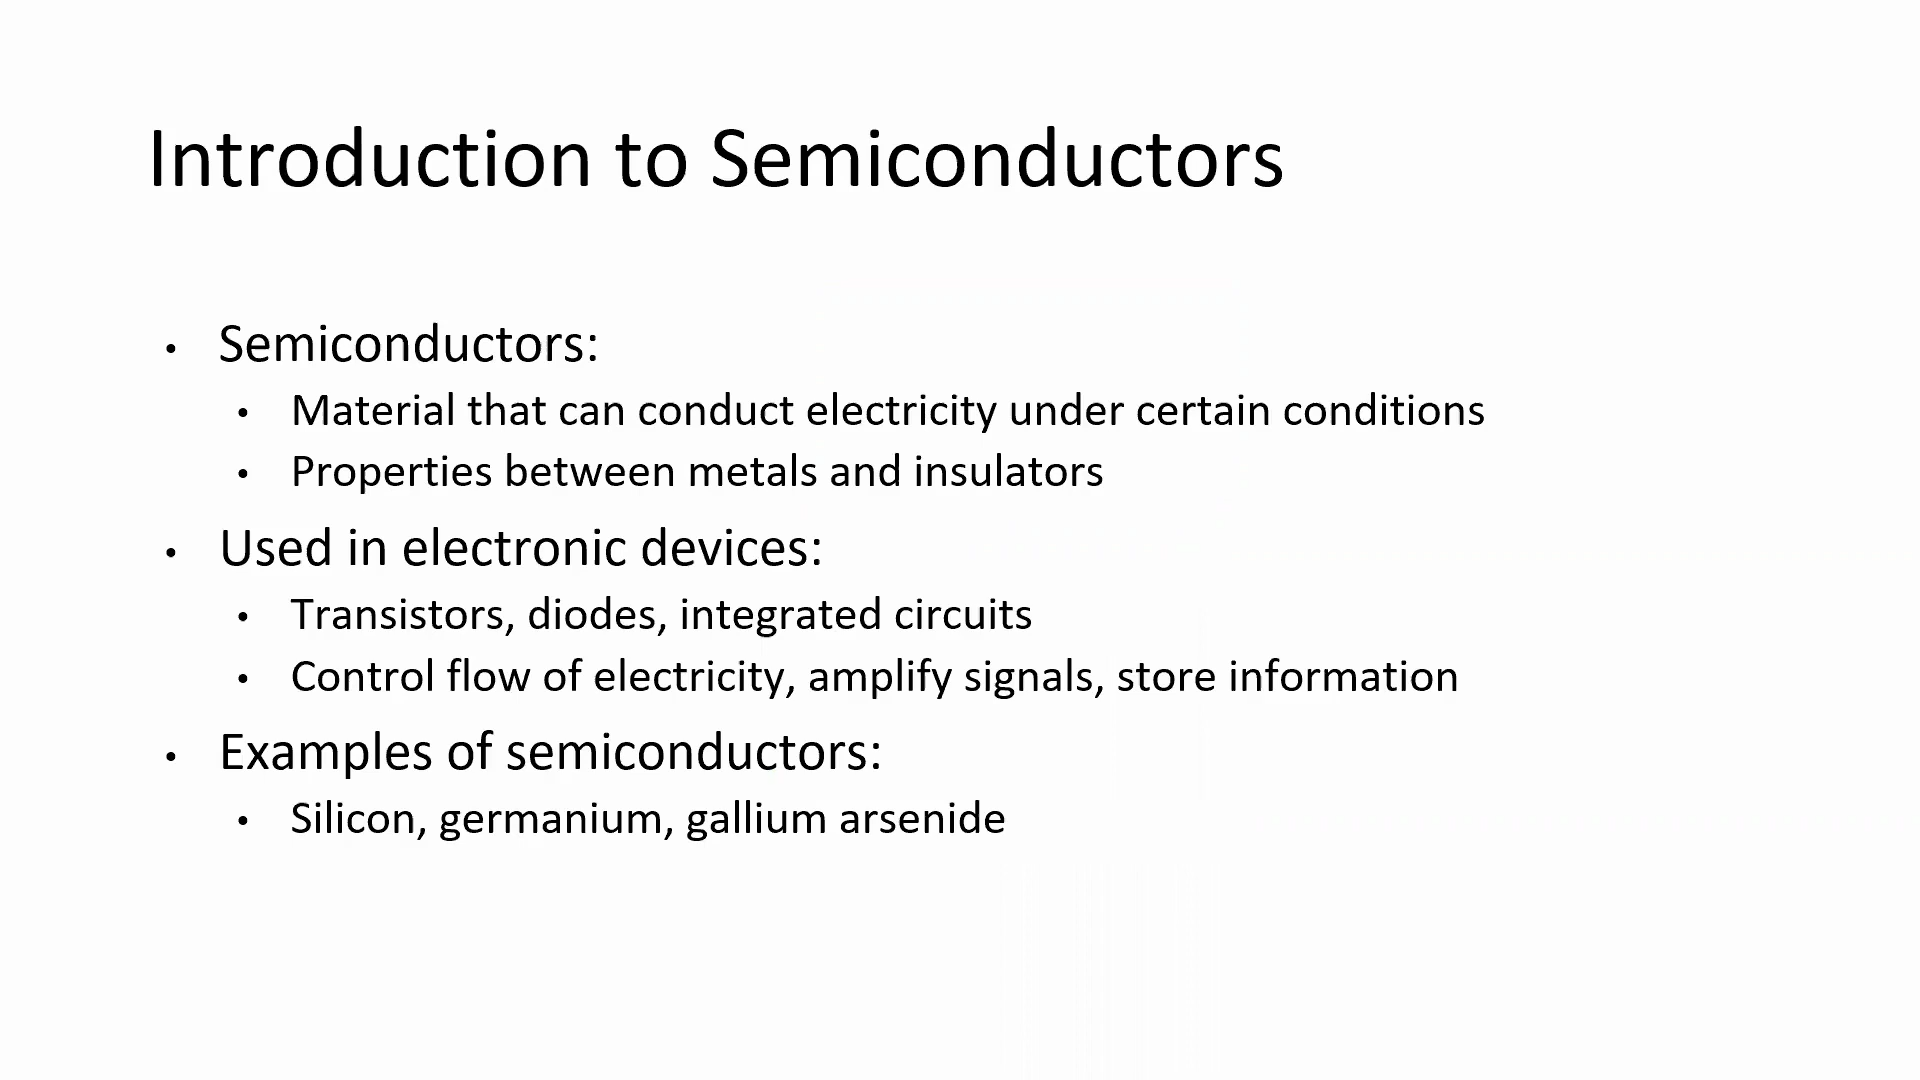 Introduction to Semiconductors
• Semiconductors:
• Material that can conduct electricity under certain conditions
• Properties between metals and insulators
• Used in electronic devices:
• Transistors, diodes, integrated circuits
• Control flow of electricity, amplify signals, store information
• Examples of semiconductors:
• Silicon, germanium, gallium arsenide